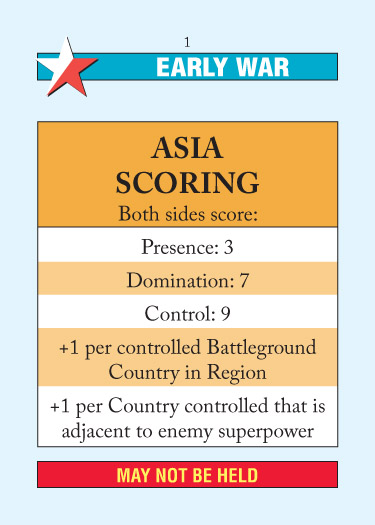 1
EARLY WAR
ASIA
SCORING
Both sides score:
Presence: 3
Domination: 7
Control: 9
+1 per controlled Battleground
Country in Region
+1 per Country controlled that is
adjacent to enemy superpower
MAY NOT BE HELD